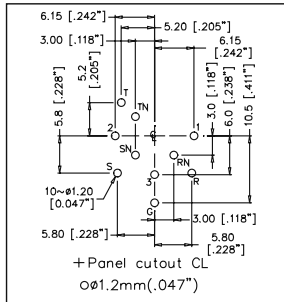 6.15 [.242"]
5.20 [.205"]
3.00 [.118"]
6.15 [.242"]
5.2 [.205"]
5.8 [.228"]
3.0 [.118"]
6.0 [.238"]
10.5 [.411"]
T
TN
2
1
SN
RN
S
3
R
G
10~ø1.20 [0.047"]
3.00 [.118"]
5.80 [.228"]
5.80 [.228"]
+Panel cutout CL
oø1.2mm(.047")